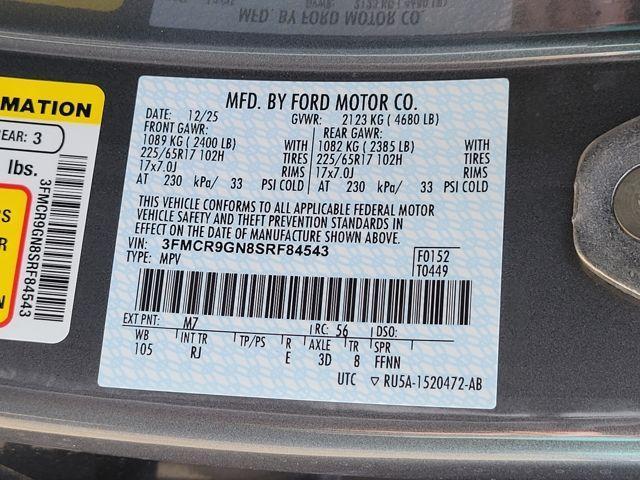 MFD. BY FORD MOTOR CO.
2123 KG ( 4680 LB)
MFD. BY FORD MOTOR CO.
DATE: 12/25 GVWR: 2123 KG ( 4680 LB)
FRONT GAWR: REAR GAWR:
1089 KG ( 2400 LB) WITH 1082 KG ( 2385 LB) WITH
225/65R17 102H TIRES 225/65R17 102H TIRES
17x7.0J RIMS 17x7.0J RIMS
AT 230 kPa/ 33 PSI COLD AT 230 kPa/ 33 PSI COLD
THIS VEHICLE CONFORMS TO ALL APPLICABLE FEDERAL MOTOR
VEHICLE SAFETY AND THEFT PREVENTION STANDARDS IN
EFFECT ON THE DATE OF MANUFACTURE SHOWN ABOVE.
VIN: 3FMCR9GN8SRF84543 F0152
TYPE: MPV T0449
EXT PNT: M7 RC: 56 DSO:
WB INT TR TP/PS R AXLE TR SPR
105 RJ E 3D 8 FFNN
UTC ▽ RU5A-1520472-AB
RMATION
EAR: 3
lbs.
S
R
N
3FMCR9GN8SRF84543